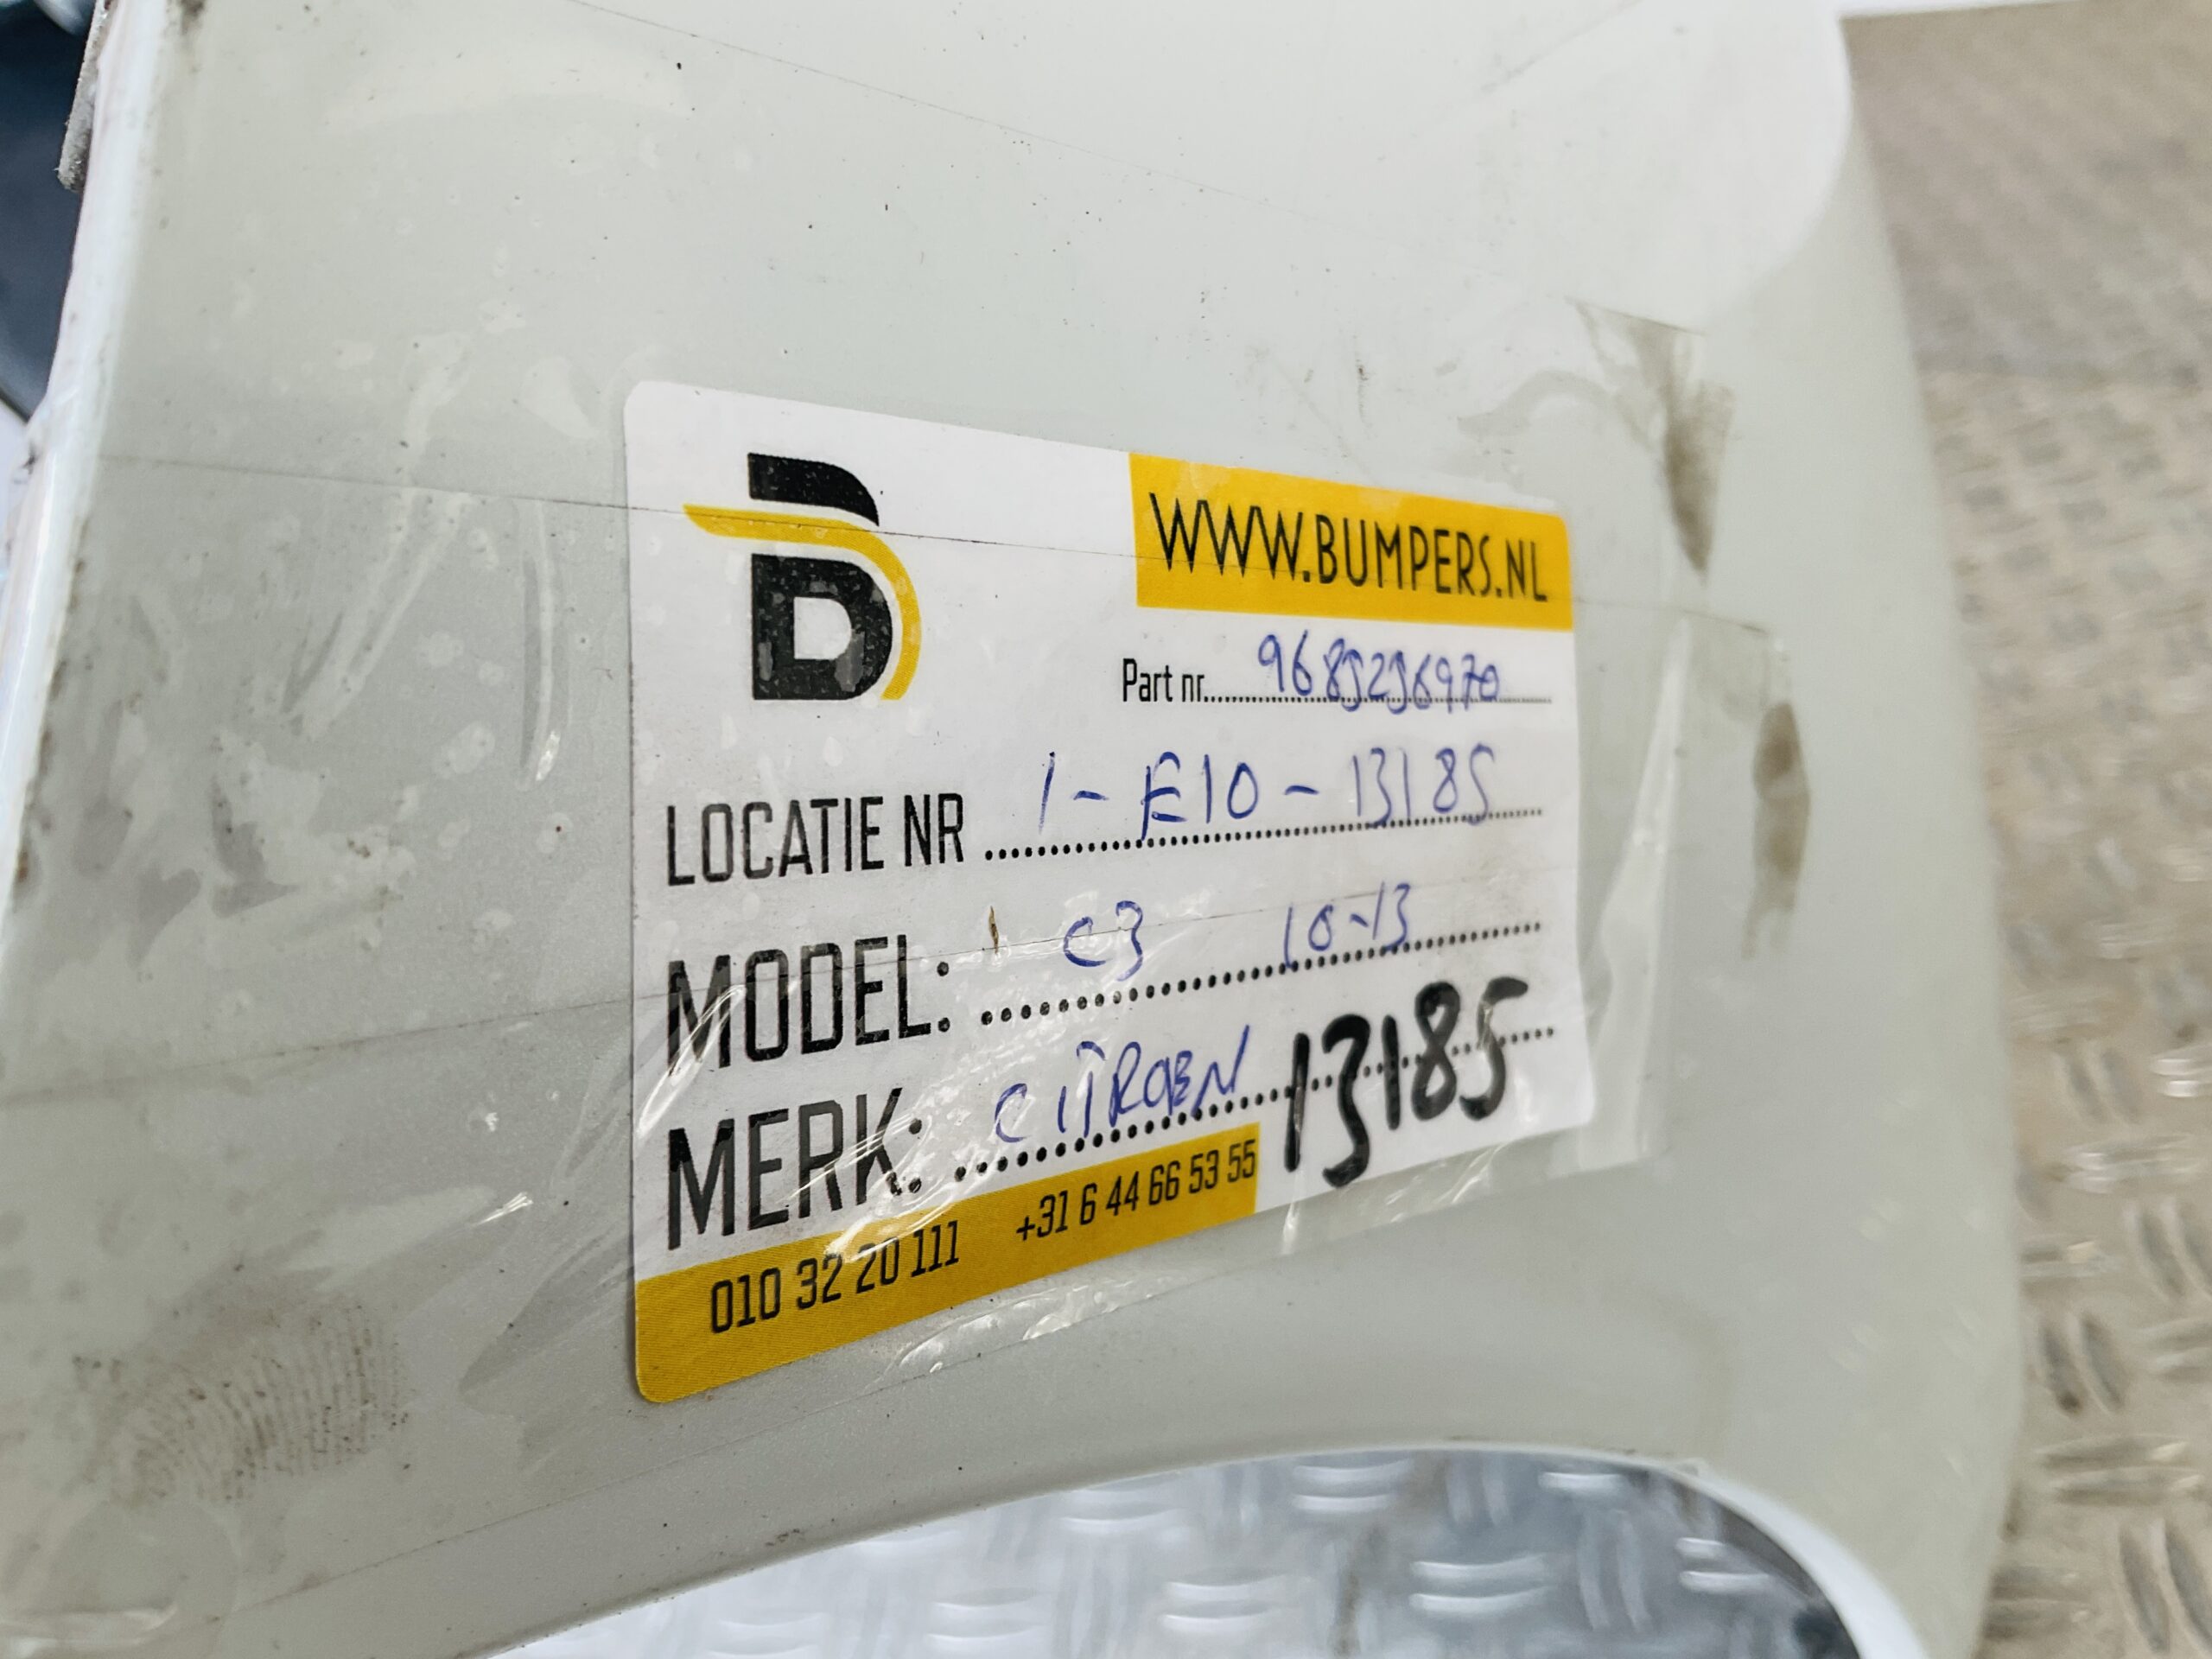 B
WWW.BUMPERS.NL
Part nr. 9685256970
LOCATIE NR 1-E10-13185
MODEL: C3 10-13
MERK: CITROEN 13185
010 32 20 111 +31 6 44 66 53 55